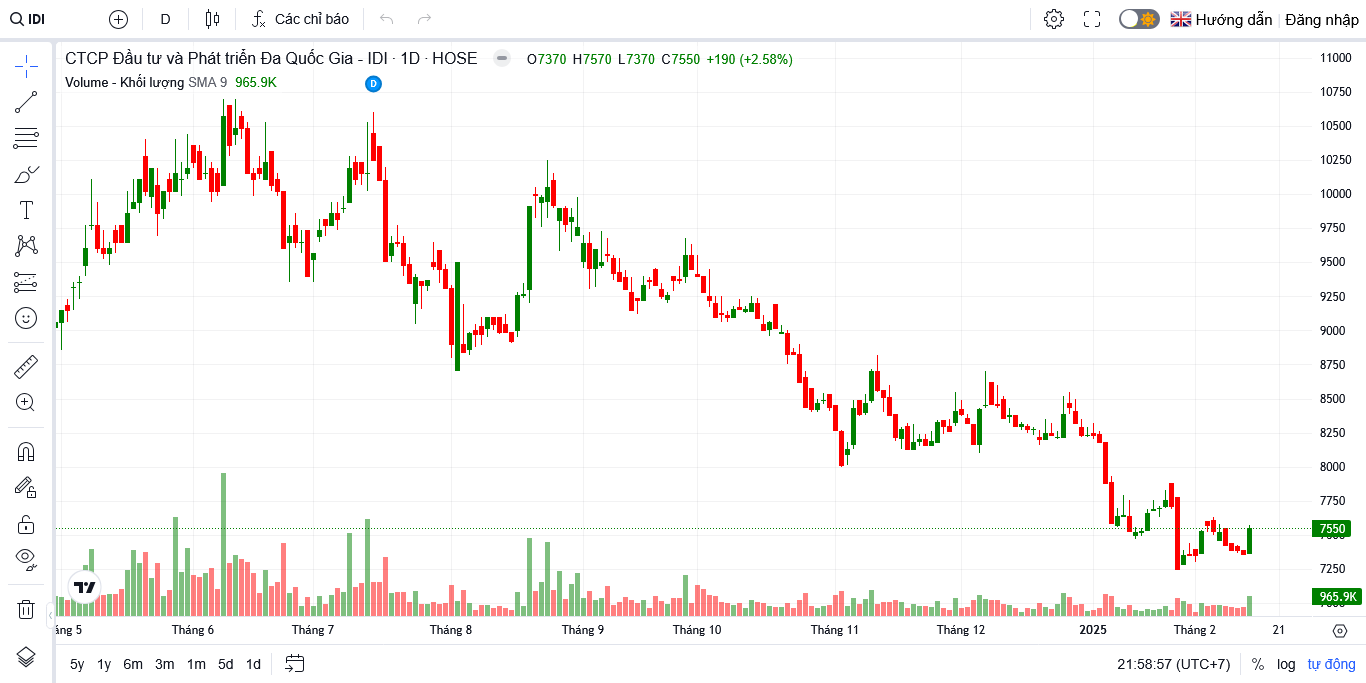 IDI D Các chỉ báo Hướng dẫn Đăng nhập
CTCP Đầu tư và Phát triển Đa Quốc Gia - IDI · 1D · HOSE O7370 H7570 L7370 C7550 +190 (+2.58%)
Volume - Khối lượng SMA 9 965.9K
D
11000
10750
10500
10250
10000
9750
9500
9250
9000
8750
8500
8250
8000
7750
7550
7250
965.9K
áng 5 Tháng 6 Tháng 7 Tháng 8 Tháng 9 Tháng 10 Tháng 11 Tháng 12 2025 Tháng 2 21
5y 1y 6m 3m 1m 5d 1d 21:58:57 (UTC+7) % log tự động